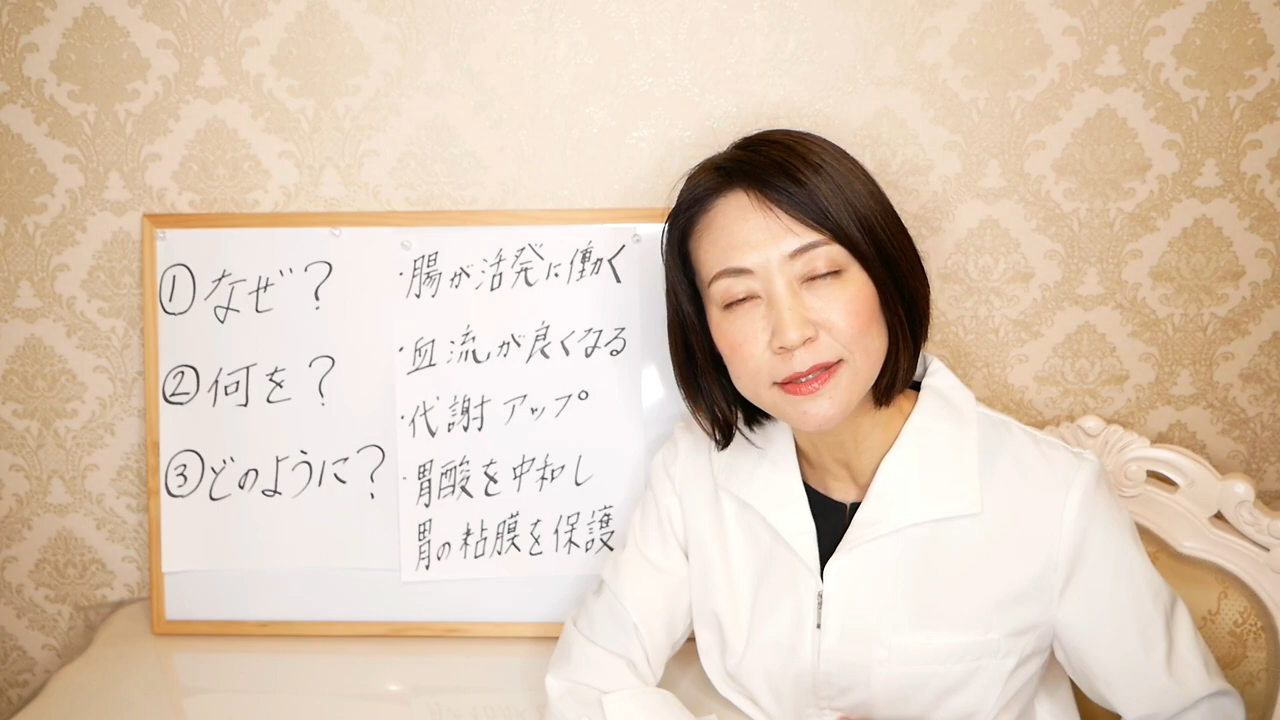 ①なぜ？
②何を？
③どのように？
・腸が活発に働く
・血流が良くなる
・代謝アップ
・胃酸を中和し
胃の粘膜を保護